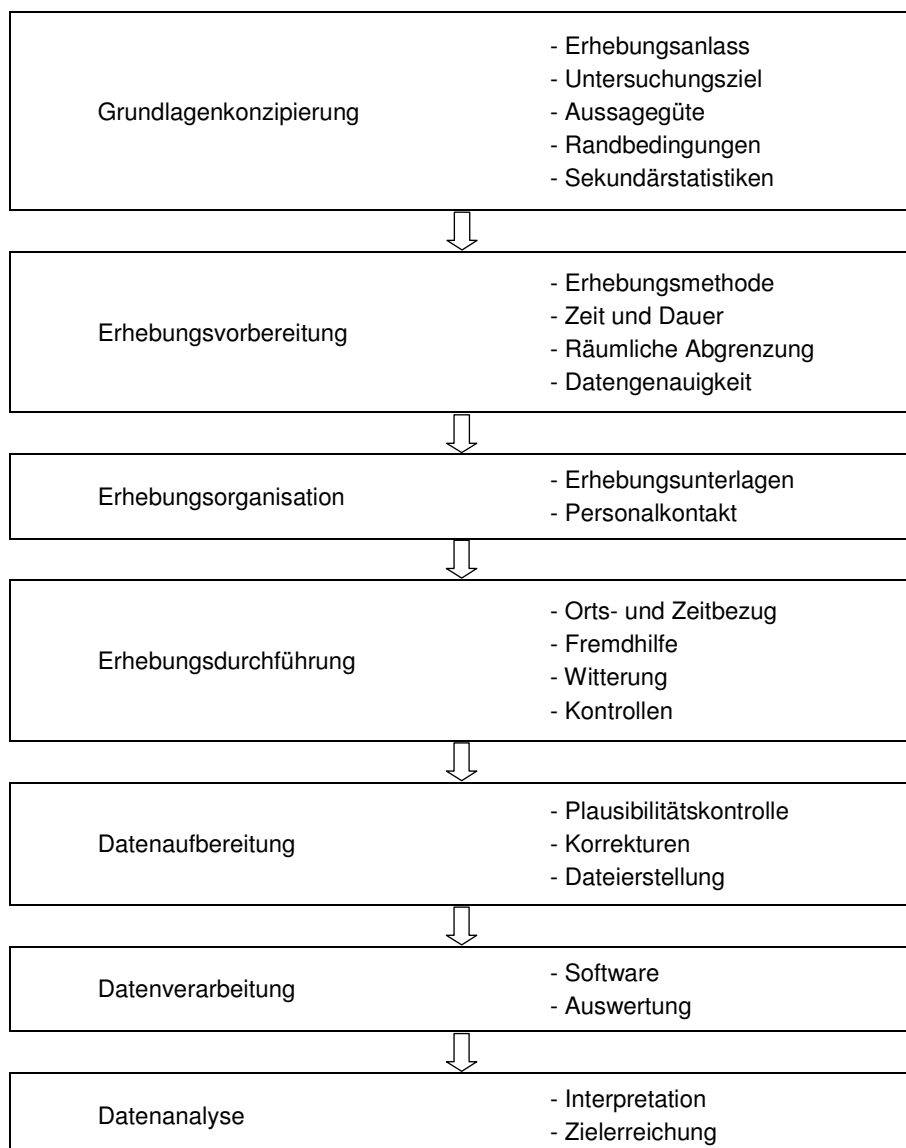 Grundlagenkonzipierung
- Erhebungsanlass
- Untersuchungsziel
- Aussagegüte
- Randbedingungen
- Sekundärstatistiken
Erhebungsvorbereitung
- Erhebungsmethode
- Zeit und Dauer
- Räumliche Abgrenzung
- Datengenauigkeit
Erhebungsorganisation
- Erhebungsunterlagen
- Personalkontakt
Erhebungsdurchführung
- Orts- und Zeitbezug
- Fremdhilfe
- Witterung
- Kontrollen
Datenaufbereitung
- Plausibilitätskontrolle
- Korrekturen
- Dateierstellung
Datenverarbeitung
- Software
- Auswertung
Datenanalyse
- Interpretation
- Zielerreichung